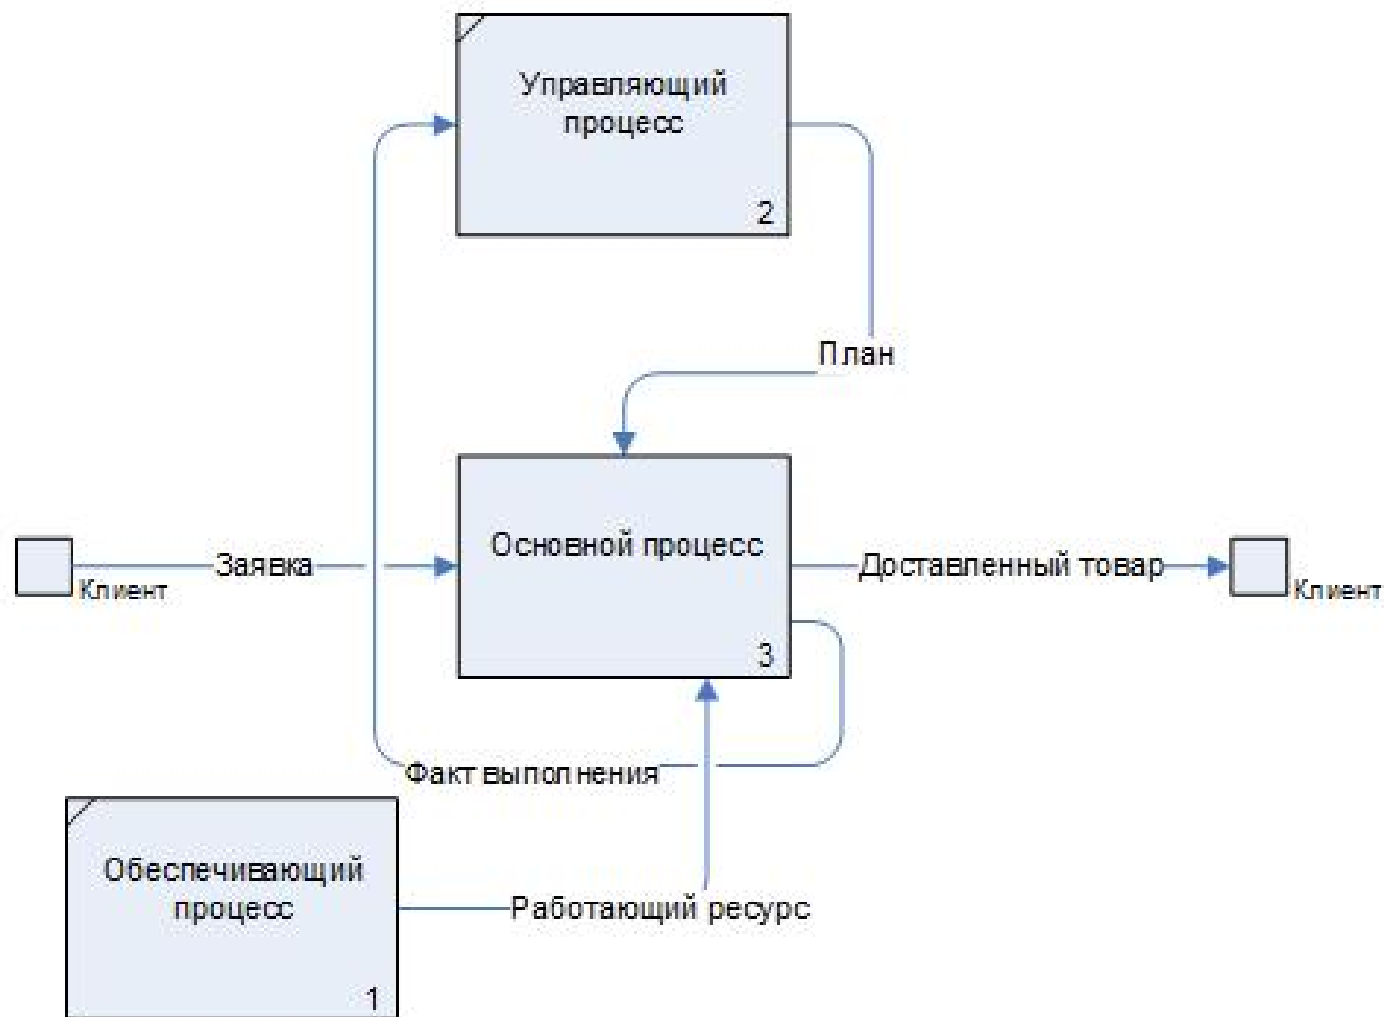 Управляющий
процесс
2
План
Основной процесс
3
Заявка
Клиент
Доставленный товар
Клиент
Факт выполнения
Обеспечивающий
процесс
1
Работающий ресурс